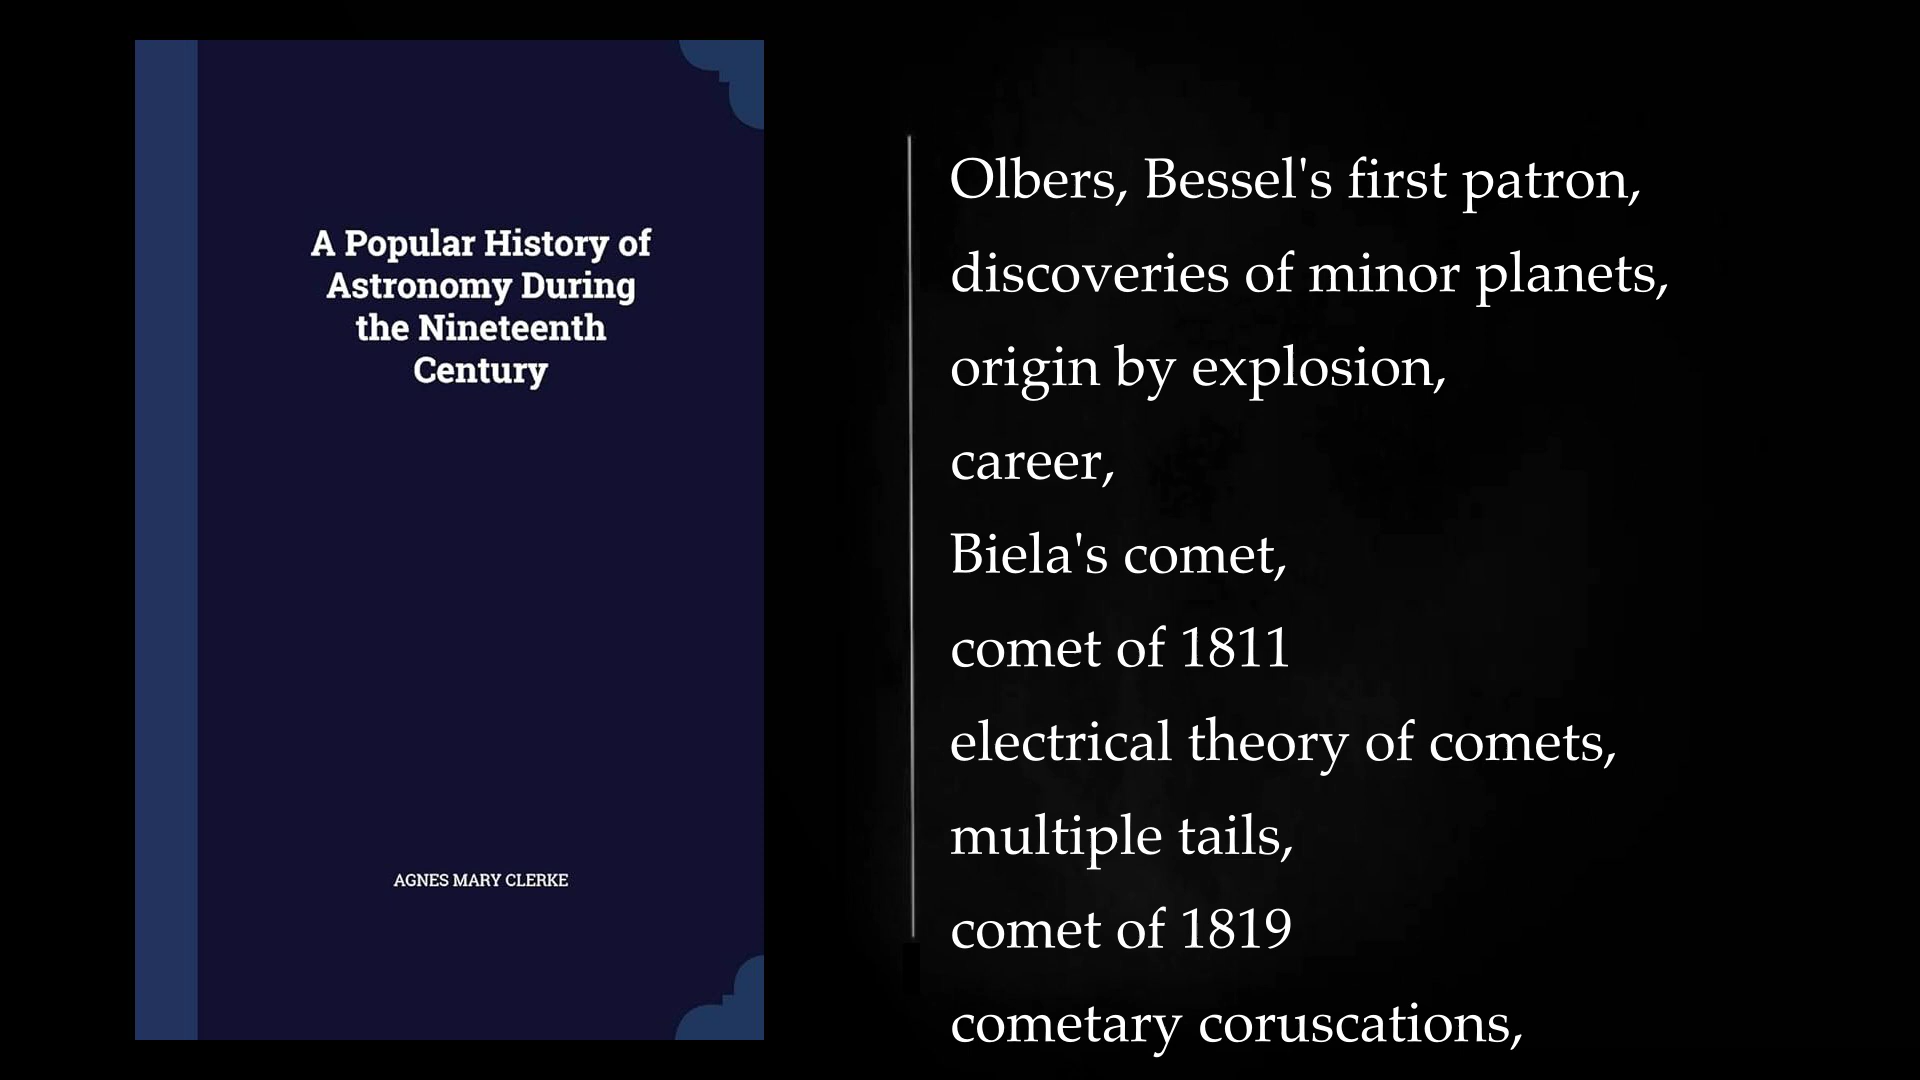 A Popular History of
Astronomy During
the Nineteenth
Century
AGNES MARY CLERKE
Olbers, Bessel's first patron,
discoveries of minor planets,
origin by explosion,
career,
Biela's comet,
comet of 1811
electrical theory of comets,
multiple tails,
comet of 1819
cometary coruscations,